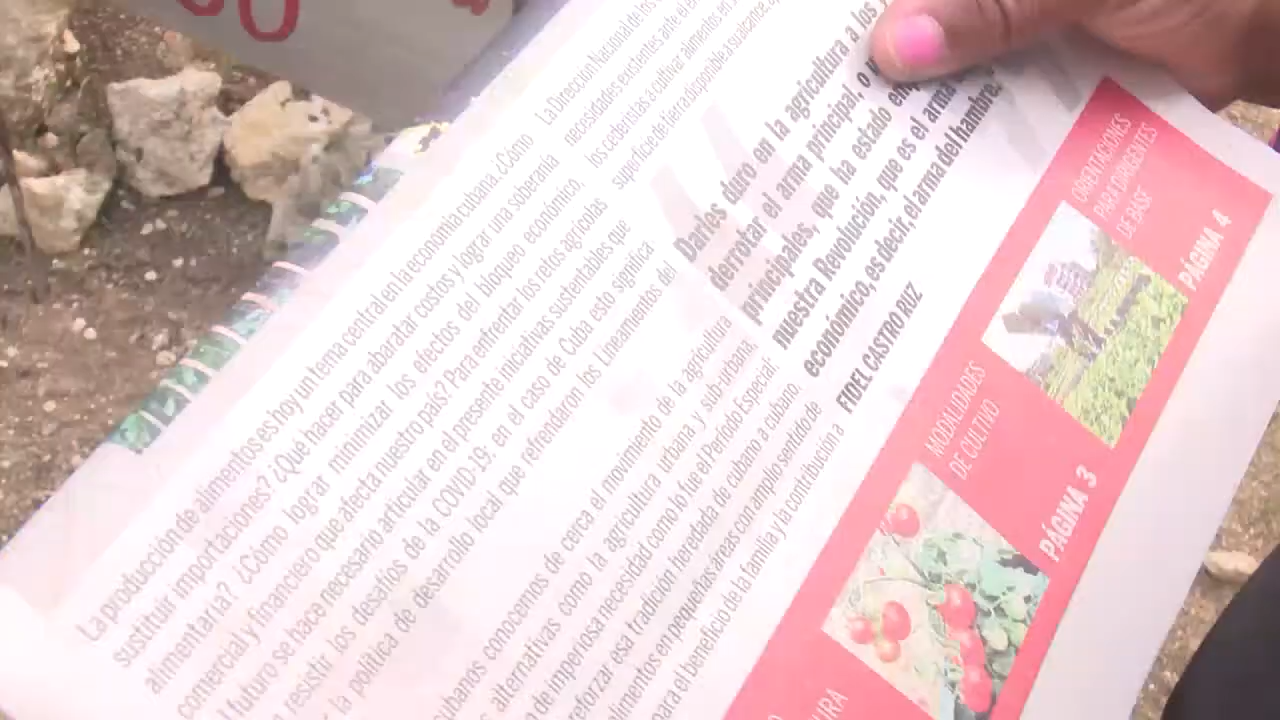 La producción de alimentos es hoy un tema central en la economía cubana. ¿Cómo
sustituir importaciones? ¿Qué hacer para abaratar costos y lograr una soberanía
alimentaria? ¿Cómo lograr minimizar los efectos del bloqueo económico,
comercial y financiero que afecta nuestro país? Para enfrentar los retos agrícolas
futuro se hace necesario articular en el presente iniciativas sustentables que
resistir los desafíos de la COVID-19: en el caso de Cuba esto significa
la política de desarrollo local que refrendaron los Lineamientos del
cubanos conocemos de cerca el movimiento de la agricultura
alternativas como la agricultura urbana y sub-urbana,
de imperiosa necesidad como lo fue el Período Especial;
reforzar esa tradición heredada de cubano a cubano,
alimentos en pequeñas áreas con amplio sentido de
para el beneficio de la familia y la contribución a
La Dirección Nacional de los
necesidades existentes ante el
los cederistas a cultivar alimentos en
superficie de tierra disponible a su alcance,
Darles duro en la agricultura a los
derrotar el arma principal, o
principales, que ha estado
nuestra Revolución, que es el arma
económico, es decir, el arma del hambre,
FIDEL CASTRO RUZ
MODALIDADES
DE CULTIVO
PÁGINA 3
ORIENTACIONES
PARA DIRIGENTES
DE BASE
PÁGINA 4